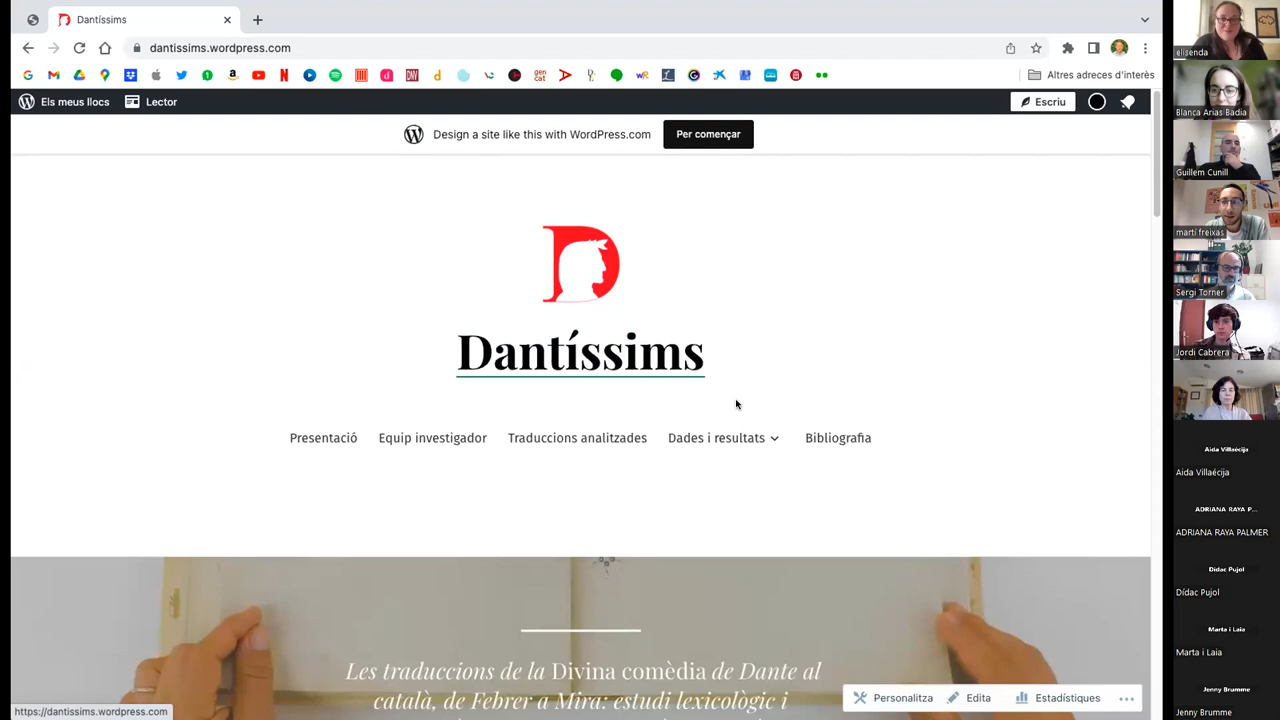 Dantíssims
dantissims.wordpress.com
Altres adreces d'interès
Els meus llocs
Lector
Escriu
Design a site like this with WordPress.com
Per començar
Dantíssims
Presentació
Equip investigador
Traduccions analitzades
Dades i resultats
Bibliografia
Les traduccions de la Divina comèdia de Dante al
català, de Febrer a Mira: estudi lexicològic i
Personalitza
Edita
Estadístiques
https://dantissims.wordpress.com
elisenda
Blanca Arias Badia
Guillem Cunill
martí freixas
Sergi Torner
Jordi Cabrera
Aida Villaécija
Aida Villaécija
ADRIANA RAYA P...
ADRIANA RAYA PALMER
Dídac Pujol
Dídac Pujol
Marta i Laia
Marta i Laia
Jenny Brumme
Jenny Brumme